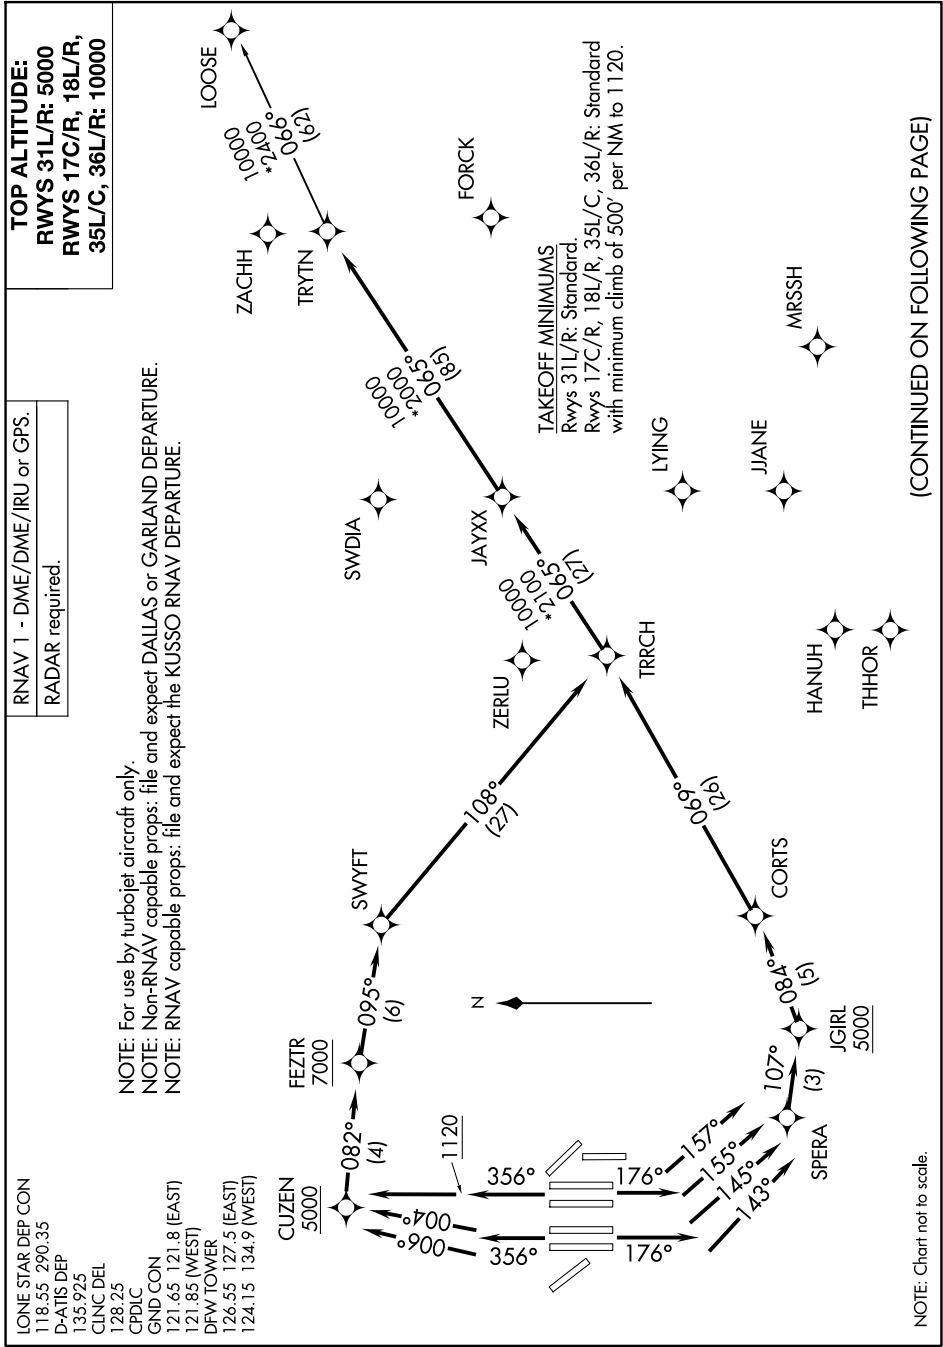 TOP ALTITUDE:
RWYS 31L/R: 5000
RWYS 17C/R, 18L/R,
35L/C, 36L/R: 10000
RNAV 1 - DME/DME/IRU or GPS.
RADAR required.
LONE STAR DEP CON
118.55 290.35
D-ATIS DEP
135.925
CLNC DEL
128.25
CPDLC
GND CON
121.65 121.8 (EAST)
121.85 (WEST)
DFW TOWER
126.55 127.5 (EAST)
124.15 134.9 (WEST)
NOTE: For use by turbojet aircraft only.
NOTE: Non-RNAV capable props: file and expect DALLAS or GARLAND DEPARTURE.
NOTE: RNAV capable props: file and expect the KUSSO RNAV DEPARTURE.
LOOSE
10000
*2400
066°
(62)
ZACHH
TRYTN
FORCK
10000
*2000
065°
(85)
SWDIA
JAYXX
10000
*2100
065°
(27)
ZERLU
TRRCH
TAKEOFF MINIMUMS
Rwys 31L/R: Standard.
Rwys 17C/R, 18L/R, 35L/C, 36L/R: Standard
with minimum climb of 500' per NM to 1120.
LYING
JJANE
MRSSH
HANUH
THHOR
CUZEN
5000
082°
(4)
FEZTR
7000
095°
(6)
SWYFT
108°
(27)
N
1120
356°
004°
006°
356°
176°
176°
157°
155°
145°
143°
SPERA
107°
(3)
JGIRL
5000
084°
(5)
CORTS
069°
(26)
NOTE: Chart not to scale.
(CONTINUED ON FOLLOWING PAGE)